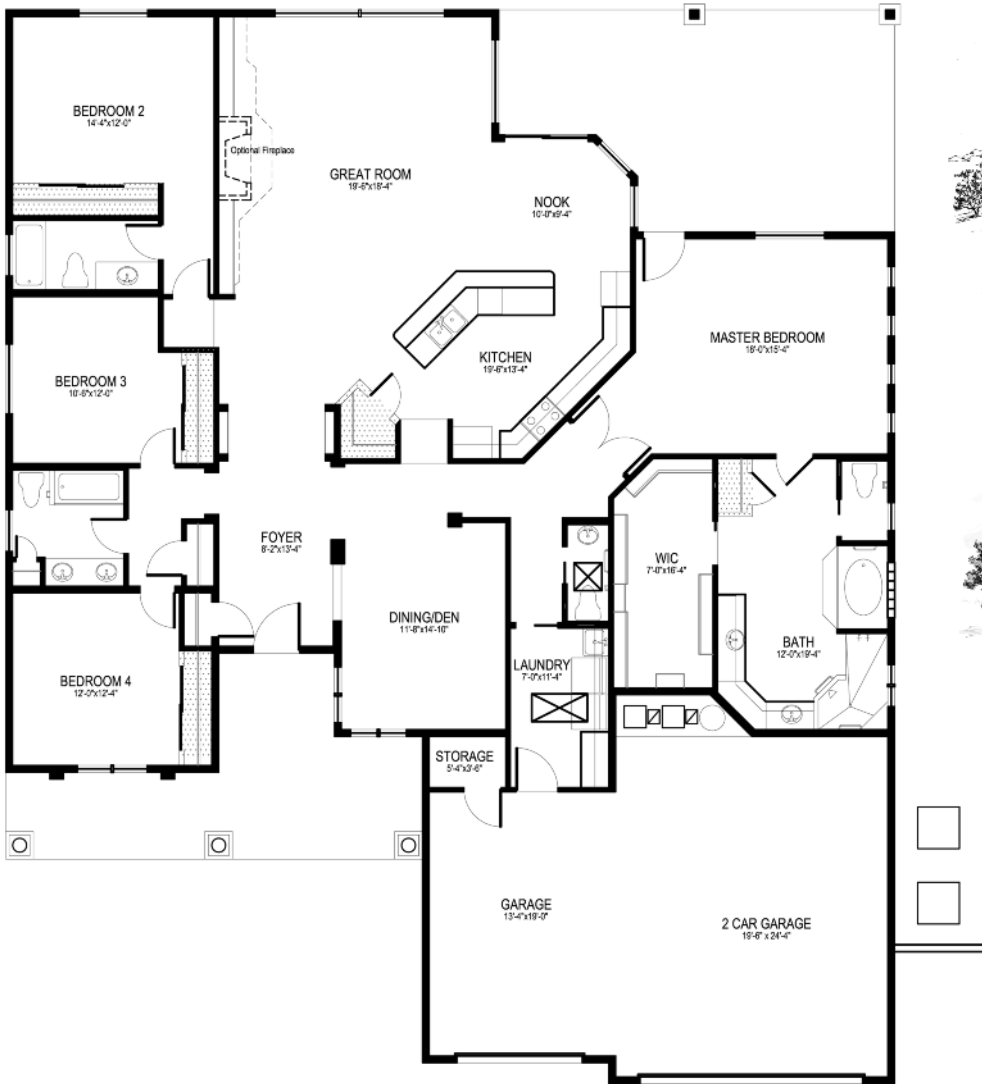 BEDROOM 2
14'-4"x12'-0"
Optional Fireplace
GREAT ROOM
19'-6"x18'-4"
NOOK
10'-0"x9'-4"
MASTER BEDROOM
18'-0"x15'-4"
KITCHEN
19'-6"x13'-4"
BEDROOM 3
10'-6"x12'-0"
FOYER
8'-2"x13'-4"
WIC
7'-0"x16'-4"
DINING/DEN
11'-8"x14'-10"
BATH
12'-0"x19'-4"
LAUNDRY
7'-0"x11'-4"
BEDROOM 4
12'-0"x12'-4"
STORAGE
5'-4"x3'-6"
GARAGE
13'-4"x19'-0"
2 CAR GARAGE
19'-6" x 24'-4"